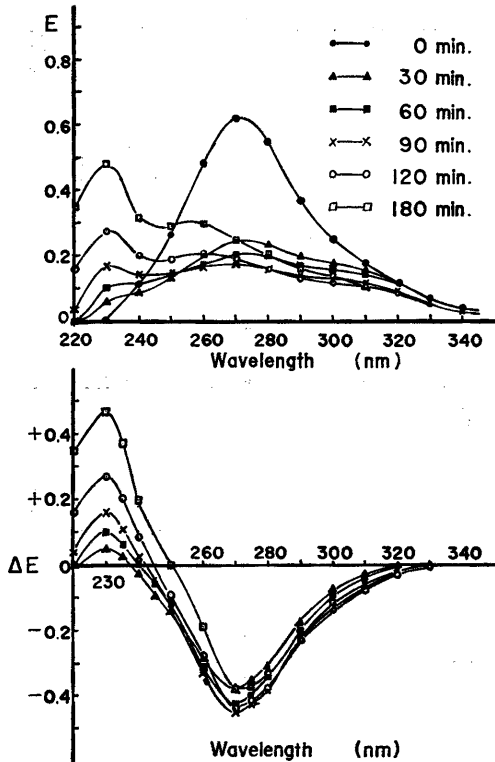 E
0.8
0.6
0.4
0.2
0
0 min.
30 min.
60 min.
90 min.
120 min.
180 min.
220 240 260 280 300 320 340
Wavelength (nm)
+0.4
+0.2
ΔE 0
-0.2
-0.4
230 260 280 300 320 340
Wavelength (nm)